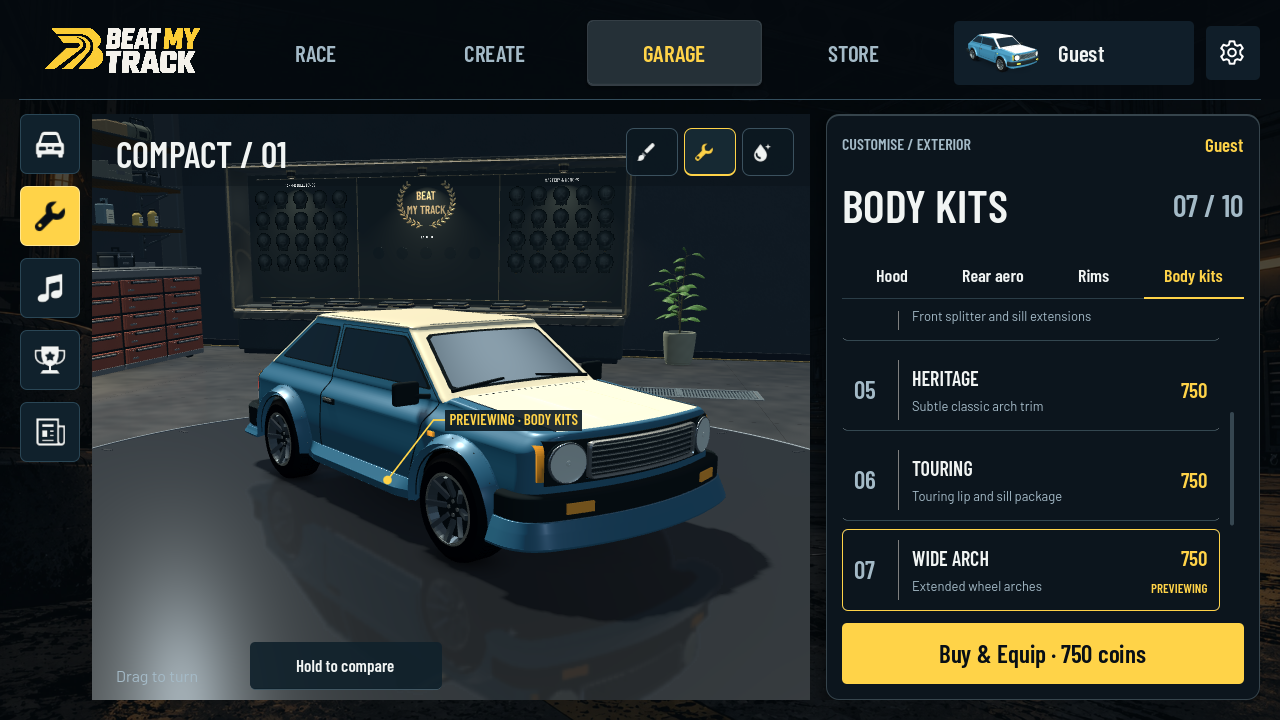 BEAT MY TRACK
RACE
CREATE
GARAGE
STORE
Guest
COMPACT / 01
BEAT
MY TRACK
PREVIEWING · BODY KITS
Hold to compare
Drag to turn
CUSTOMISE / EXTERIOR
Guest
BODY KITS
07 / 10
Hood
Rear aero
Rims
Body kits
Front splitter and sill extensions
05
HERITAGE
Subtle classic arch trim
750
06
TOURING
Touring lip and sill package
750
07
WIDE ARCH
Extended wheel arches
750
PREVIEWING
Buy & Equip · 750 coins